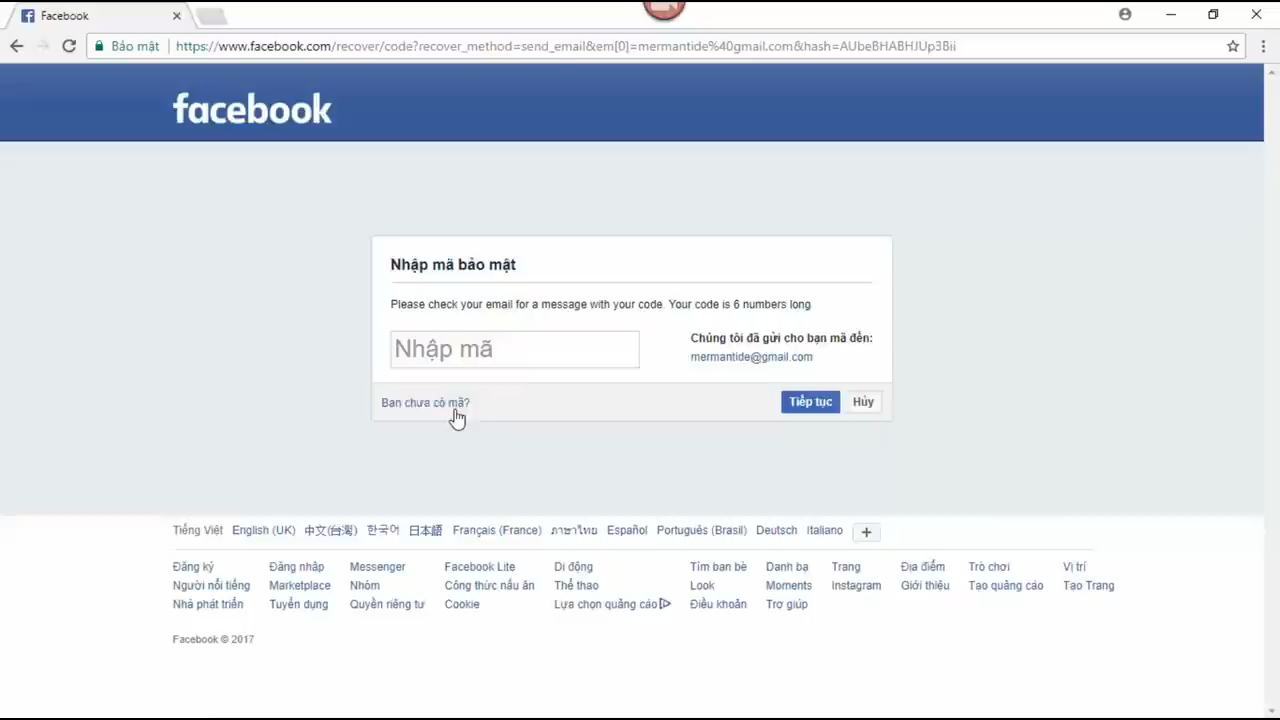 Facebook
Bảo mật https://www.facebook.com/recover/code?recover_method=send_email&em[0]=mermantide%40gmail.com&hash=AUbeBHABHJUp3Bii
facebook
Nhập mã bảo mật
Please check your email for a message with your code. Your code is 6 numbers long
Nhập mã
Chúng tôi đã gửi cho bạn mã đến:
mermantide@gmail.com
Bạn chưa có mã?
Tiếp tục Hủy
Tiếng Việt English (UK) 中文(台灣) 한국어 日本語 Français (France) ภาษาไทย Español Português (Brasil) Deutsch Italiano +
Đăng ký Đăng nhập Messenger Facebook Lite Di động Tìm bạn bè Danh bạ Trang Địa điểm Trò chơi Vị trí
Người nổi tiếng Marketplace Nhóm Công thức nấu ăn Thể thao Look Moments Instagram Giới thiệu Tạo quảng cáo Tạo Trang
Nhà phát triển Tuyển dụng Quyền riêng tư Cookie Lựa chọn quảng cáo Điều khoản Trợ giúp
Facebook © 2017